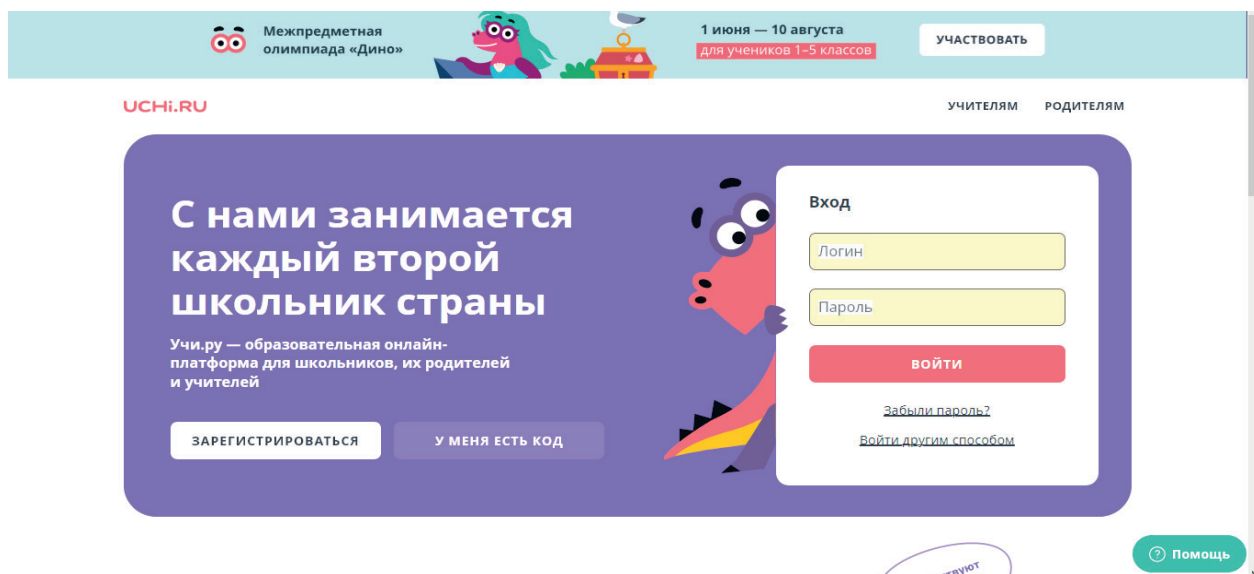 Межпредметная
олимпиада «Дино»
1 июня — 10 августа
для учеников 1–5 классов
УЧАСТВОВАТЬ
UCHi.RU
УЧИТЕЛЯМ
РОДИТЕЛЯМ
С нами занимается
каждый второй
школьник страны
Учи.ру — образовательная онлайн-
платформа для школьников, их родителей
и учителей
ЗАРЕГИСТРИРОВАТЬСЯ
У МЕНЯ ЕСТЬ КОД
Вход
Логин
Пароль
ВОЙТИ
Забыли пароль?
Войти другим способом
Помощь